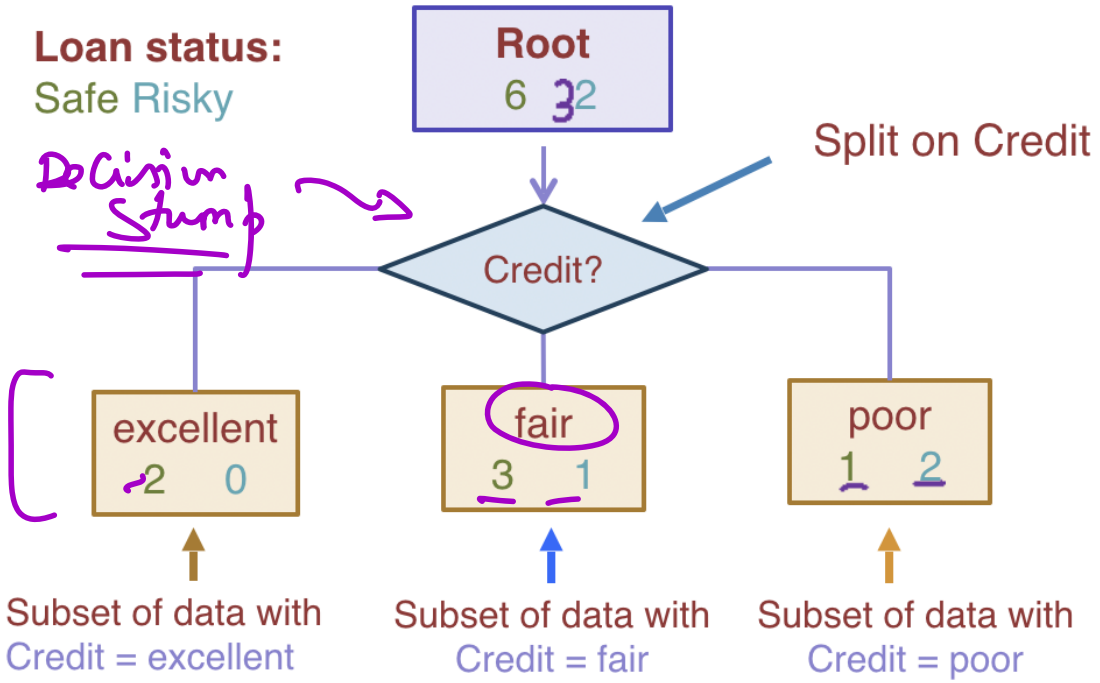 Loan status:
Safe Risky
Root
6 3 2
Split on Credit
Decision
Stump
Credit?
excellent
2 0
fair
3 1
poor
1 2
Subset of data with
Credit = excellent
Subset of data with
Credit = fair
Subset of data with
Credit = poor